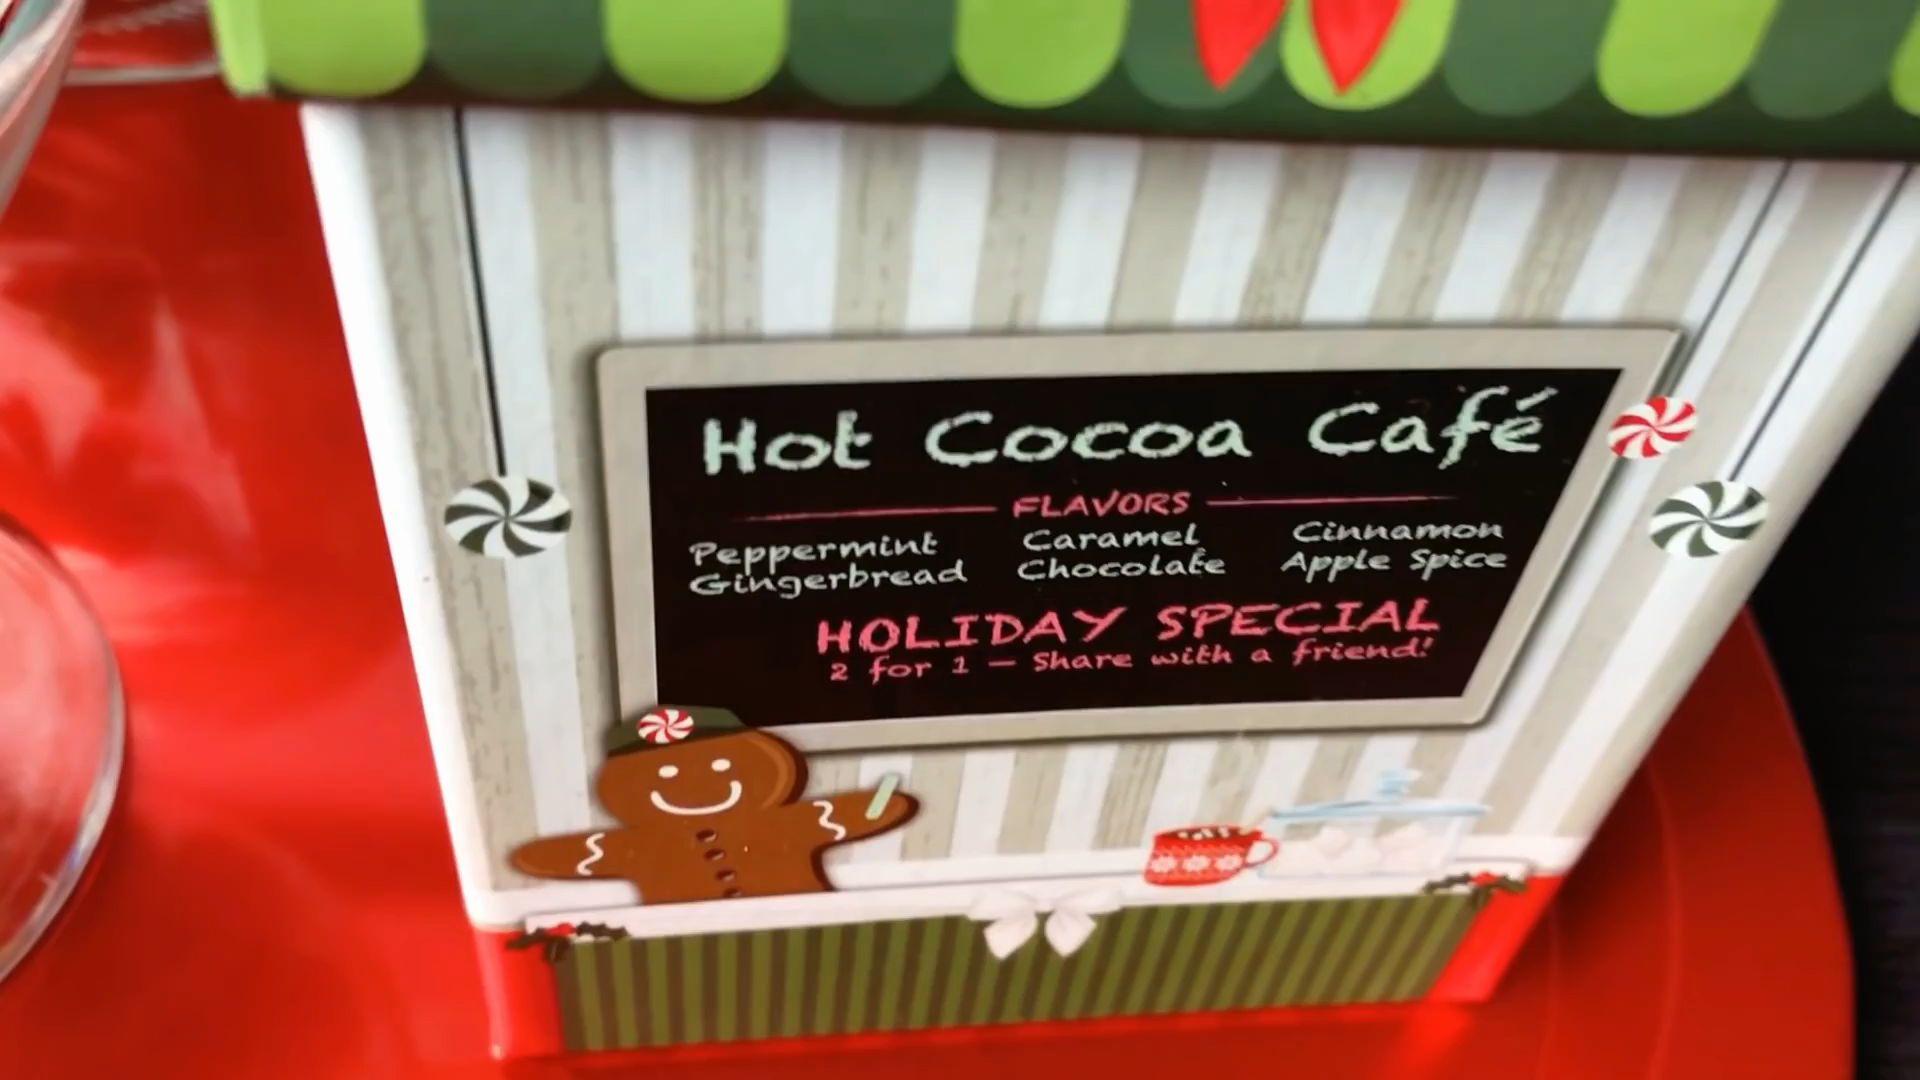 Hot Cocoa Café
FLAVORS
Peppermint Caramel Cinnamon
Gingerbread Chocolate Apple Spice
HOLIDAY SPECIAL
2 for 1 — Share with a friend!